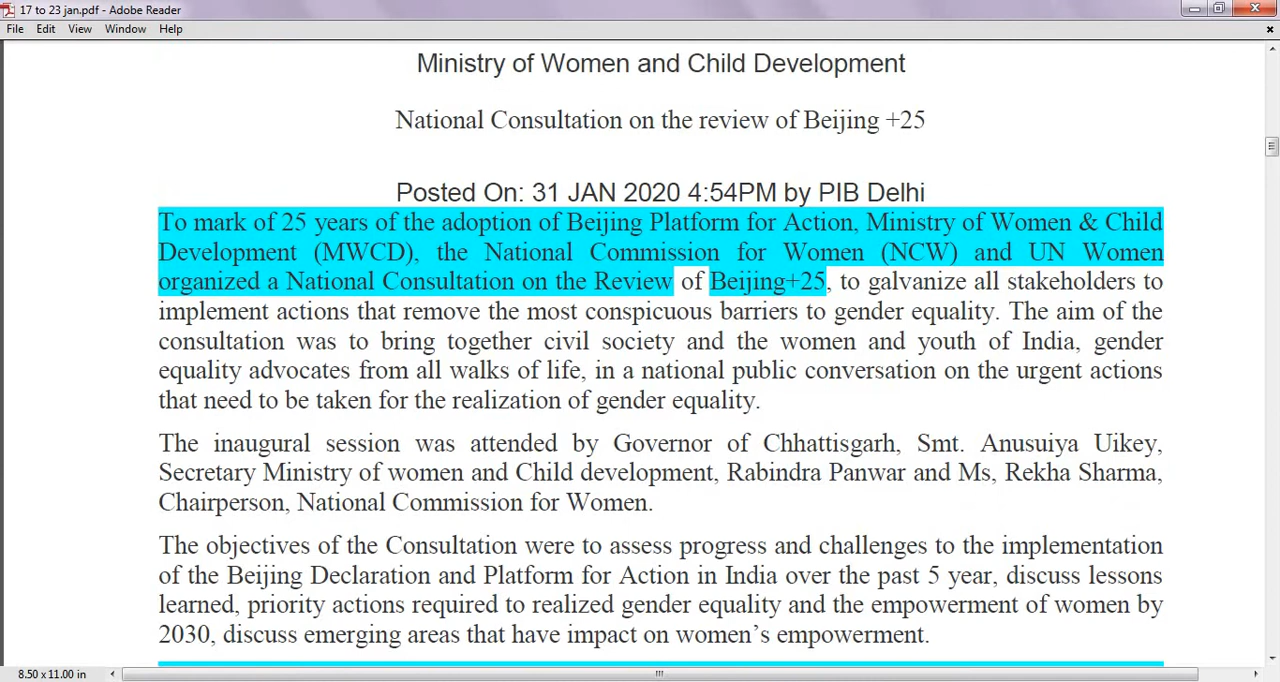 17 to 23 jan.pdf - Adobe Reader
File Edit View Window Help
Ministry of Women and Child Development
National Consultation on the review of Beijing +25
Posted On: 31 JAN 2020 4:54PM by PIB Delhi
To mark of 25 years of the adoption of Beijing Platform for Action, Ministry of Women & Child
Development (MWCD), the National Commission for Women (NCW) and UN Women
organized a National Consultation on the Review of Beijing+25, to galvanize all stakeholders to
implement actions that remove the most conspicuous barriers to gender equality. The aim of the
consultation was to bring together civil society and the women and youth of India, gender
equality advocates from all walks of life, in a national public conversation on the urgent actions
that need to be taken for the realization of gender equality.
The inaugural session was attended by Governor of Chhattisgarh, Smt. Anusuiya Uikey,
Secretary Ministry of women and Child development, Rabindra Panwar and Ms, Rekha Sharma,
Chairperson, National Commission for Women.
The objectives of the Consultation were to assess progress and challenges to the implementation
of the Beijing Declaration and Platform for Action in India over the past 5 year, discuss lessons
learned, priority actions required to realized gender equality and the empowerment of women by
2030, discuss emerging areas that have impact on women’s empowerment.
8.50 x 11.00 in